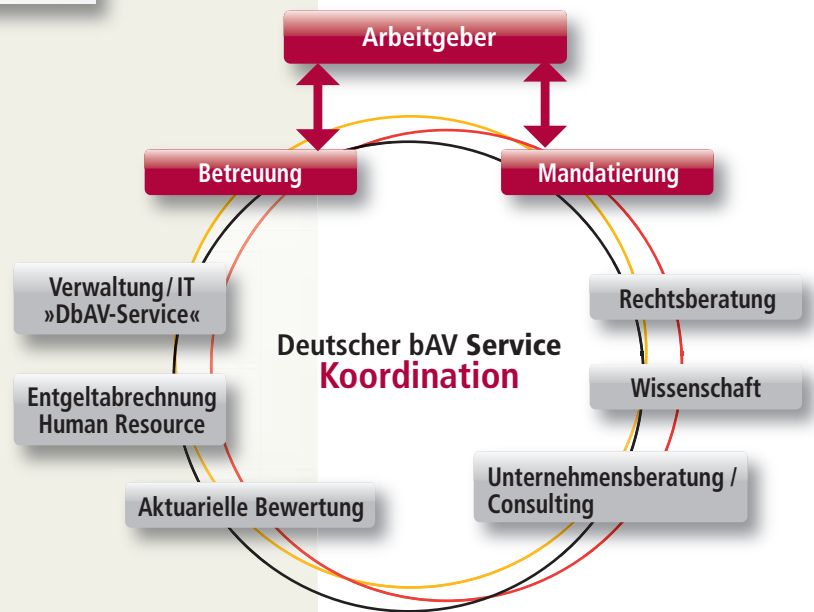 Arbeitgeber
Betreuung
Mandatierung
Verwaltung/IT
»DbAV-Service«
Rechtsberatung
Deutscher bAV Service
Koordination
Entgeltabrechnung
Human Resource
Wissenschaft
Aktuarielle Bewertung
Unternehmensberatung /
Consulting